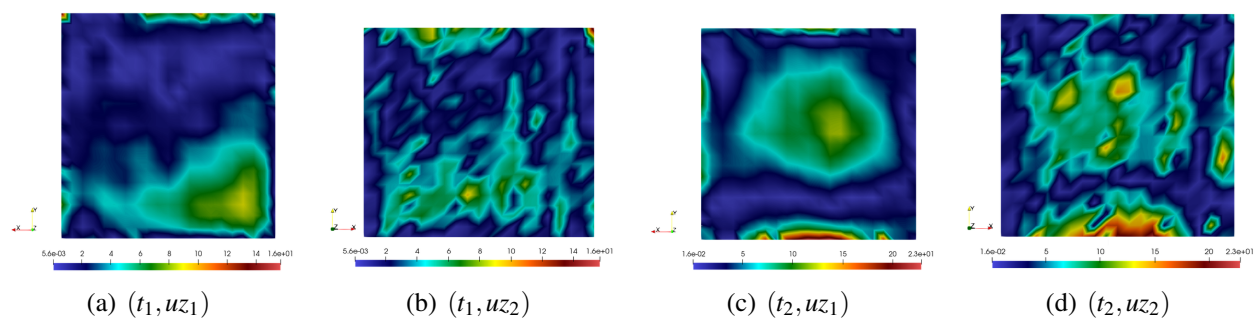 Y
X
Z
5.6e-03 2 4 6 8 10 12 14 1.6e+01
Y
Z
X
5.6e-03 2 4 6 8 10 12 14 1.6e+01
Y
X
Z
1.6e-02 5 10 15 20 2.3e+01
Y
Z
X
1.6e-02 5 10 15 20 2.3e+01
(a) (t₁, uz₁) (b) (t₁, uz₂) (c) (t₂, uz₁) (d) (t₂, uz₂)